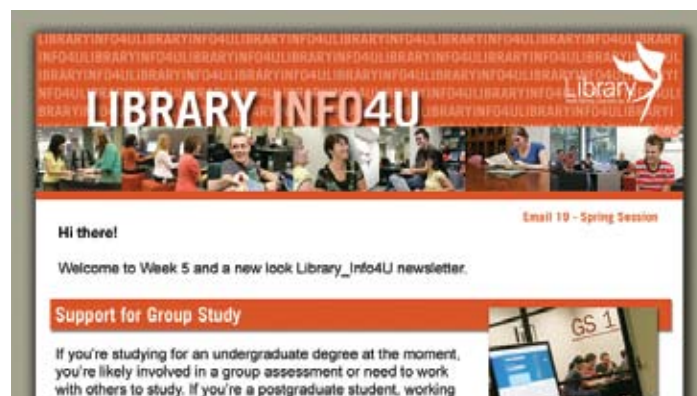 LIBRARY INFO4U
Library
Email 19 - Spring Session
Hi there!
Welcome to Week 5 and a new look Library_Info4U newsletter.
Support for Group Study
GS 1
If you're studying for an undergraduate degree at the moment,
you're likely involved in a group assessment or need to work
with others to study. If you're a postgraduate student, working